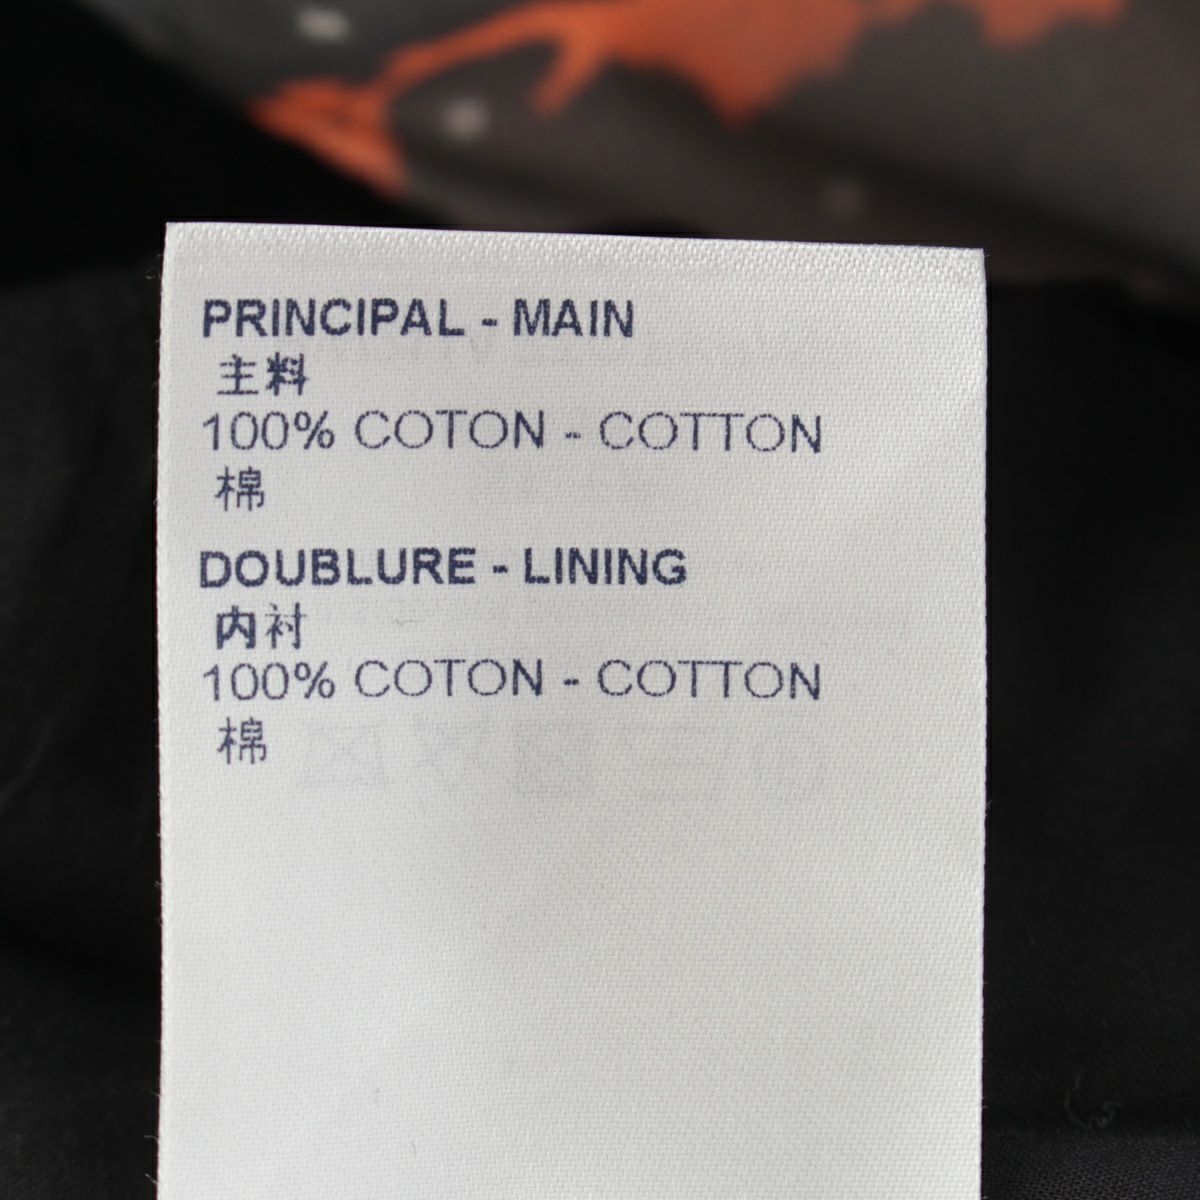 PRINCIPAL - MAIN
主料
100% COTON - COTTON
棉
DOUBLURE - LINING
内衬
100% COTON - COTTON
棉